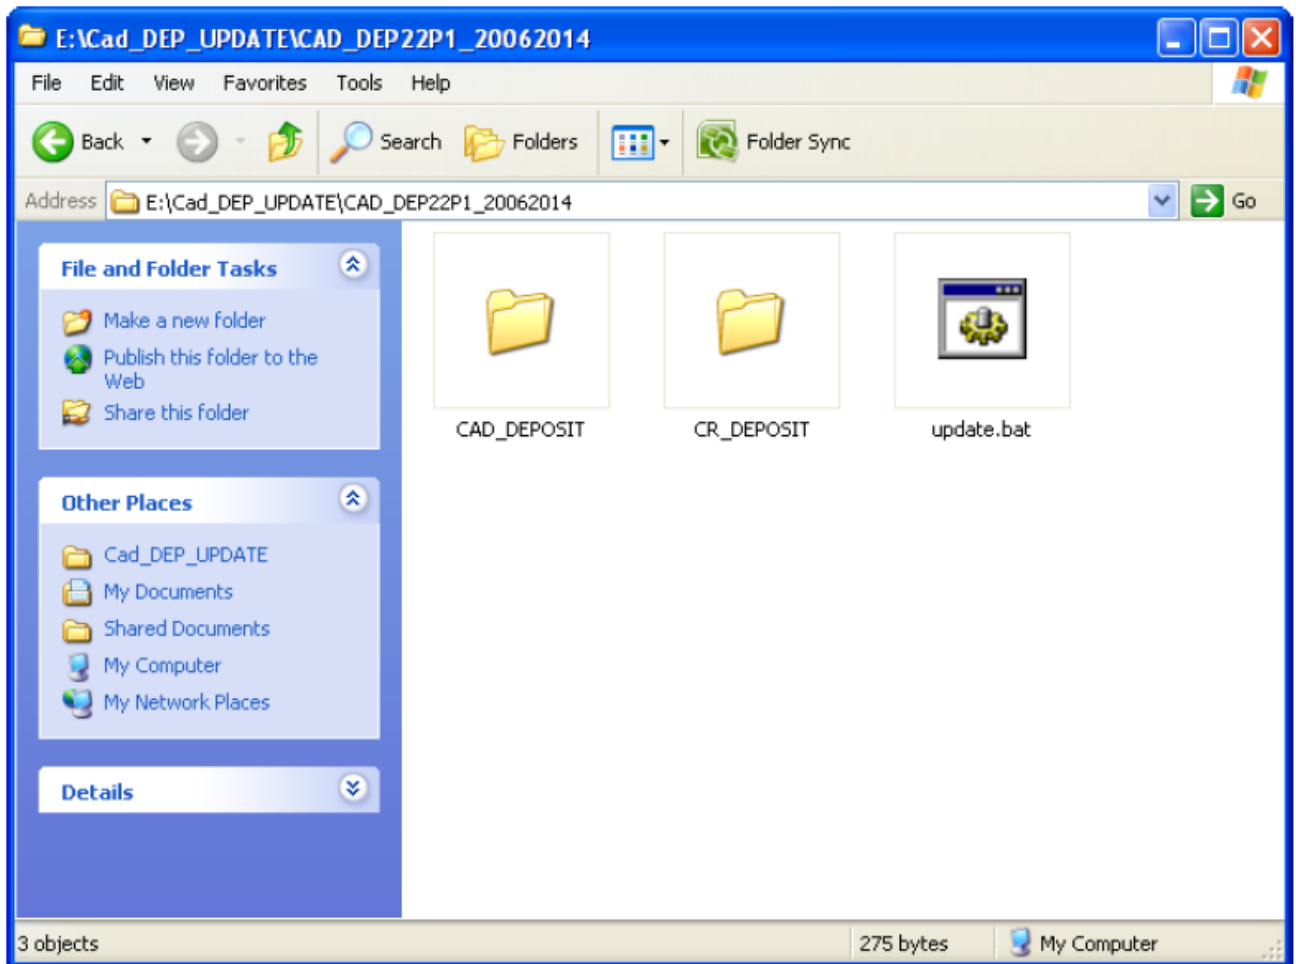 E:\Cad_DEP_UPDATE\CAD_DEP22P1_20062014
File Edit View Favorites Tools Help
Back Search Folders Folder Sync
Address E:\Cad_DEP_UPDATE\CAD_DEP22P1_20062014 Go
File and Folder Tasks
Make a new folder
Publish this folder to the
Web
Share this folder
Other Places
Cad_DEP_UPDATE
My Documents
Shared Documents
My Computer
My Network Places
Details
CAD_DEPOSIT CR_DEPOSIT update.bat
3 objects 275 bytes My Computer